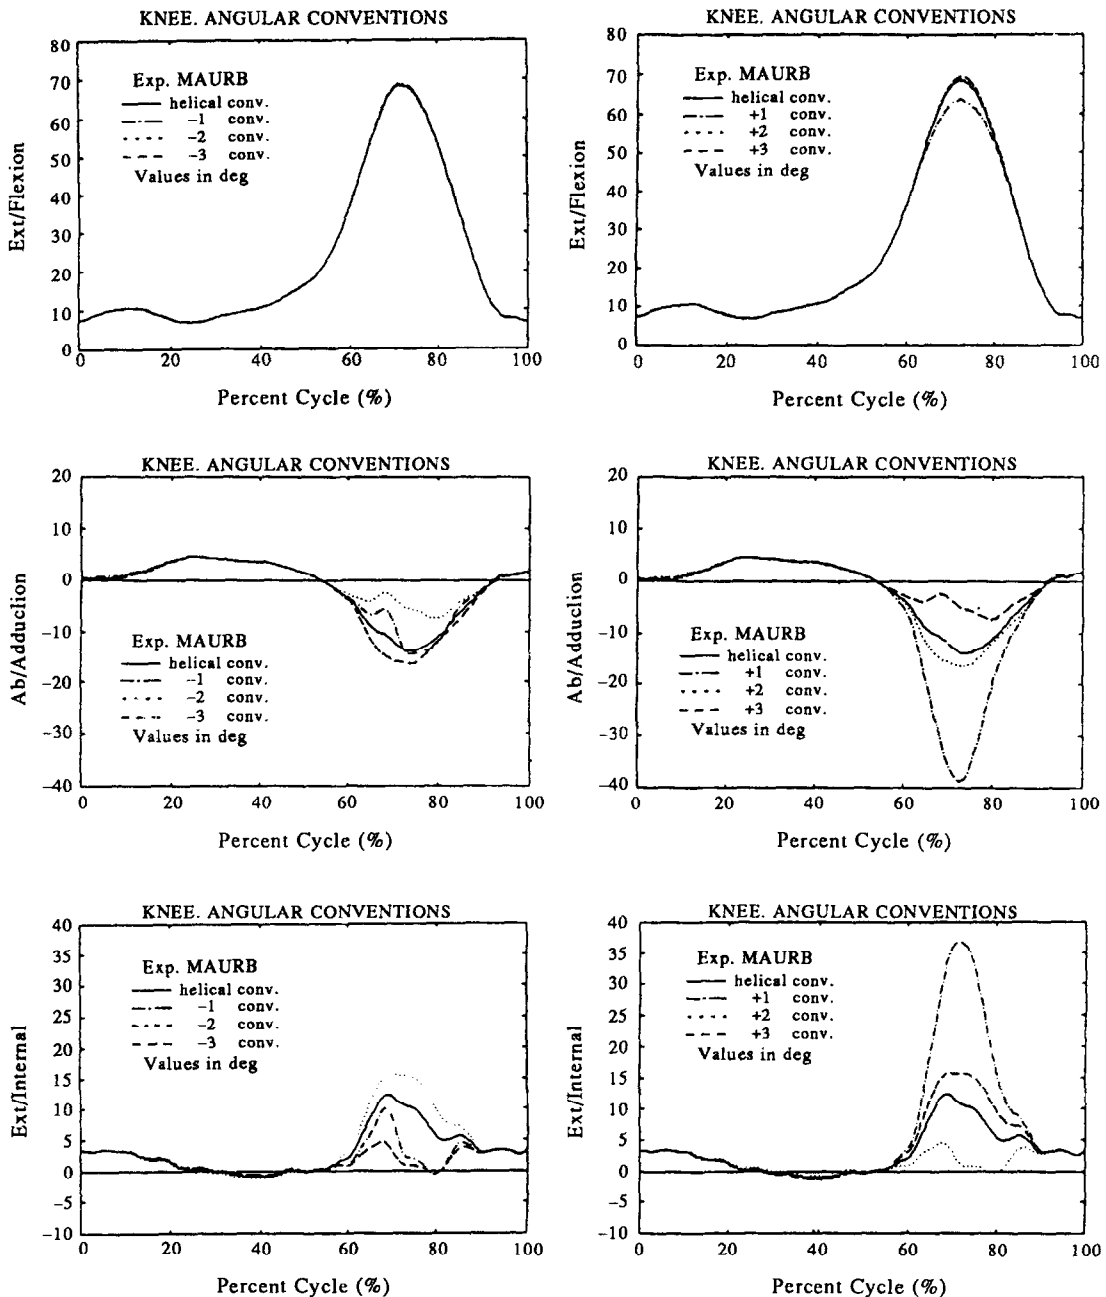 KNEE. ANGULAR CONVENTIONS
80
70
60
50
40
30
20
10
0
Ext/Flexion
Exp. MAURB
helical conv.
−1 conv.
−2 conv.
−3 conv.
Values in deg
0 20 40 60 80 100
Percent Cycle (%)
KNEE. ANGULAR CONVENTIONS
80
70
60
50
40
30
20
10
0
Ext/Flexion
Exp. MAURB
helical conv.
+1 conv.
+2 conv.
+3 conv.
Values in deg
0 20 40 60 80 100
Percent Cycle (%)
KNEE. ANGULAR CONVENTIONS
20
10
0
−10
−20
−30
−40
Ab/Adduclion
Exp. MAURB
helical conv.
−1 conv.
−2 conv.
−3 conv.
Values in deg
0 20 40 60 80 100
Percent Cycle (%)
KNEE. ANGULAR CONVENTIONS
20
10
0
−10
−20
−30
−40
Ab/Adduclion
Exp. MAURB
helical conv.
+1 conv.
+2 conv.
+3 conv.
Values in deg
0 20 40 60 80 100
Percent Cycle (%)
KNEE. ANGULAR CONVENTIONS
40
35
30
25
20
15
10
5
0
−5
−10
Ext/Internal
Exp. MAURB
helical conv.
−1 conv.
−2 conv.
−3 conv.
Values in deg
0 20 40 60 80 100
Percent Cycle (%)
KNEE. ANGULAR CONVENTIONS
40
35
30
25
20
15
10
5
0
−5
−10
Ext/Internal
Exp. MAURB
helical conv.
+1 conv.
+2 conv.
+3 conv.
Values in deg
0 20 40 60 80 100
Percent Cycle (%)